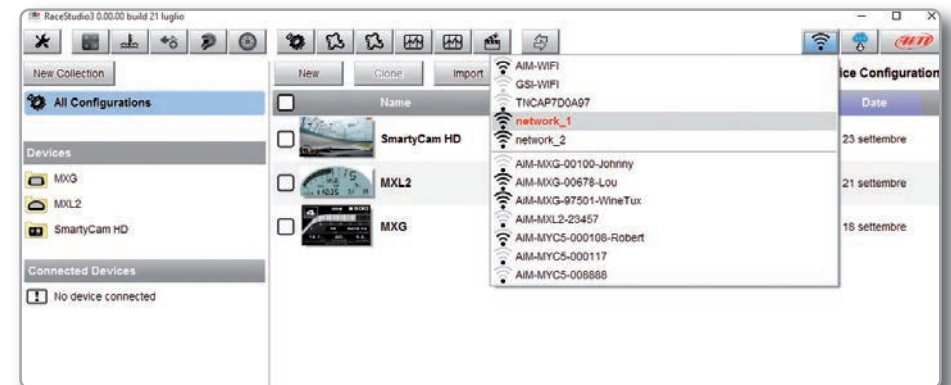 RaceStudio3 0.00.00 build 21 luglio
AiM
New Collection
New Clone Import
ice Configuration
All Configurations
Name Date
Devices
MXG
MXL2
SmartyCam HD
Connected Devices
No device connected
SmartyCam HD 23 settembre
MXL2 21 settembre
MXG 18 settembre
AIM-WIFI
GSI-WIFI
TNCAP7D0A97
network_1
network_2
AiM-MXG-00100-Johnny
AiM-MXG-00678-Lou
AiM-MXG-97501-WineTux
AiM-MXL2-23457
AiM-MYC5-000108-Robert
AiM-MYC5-000117
AiM-MYC5-008888